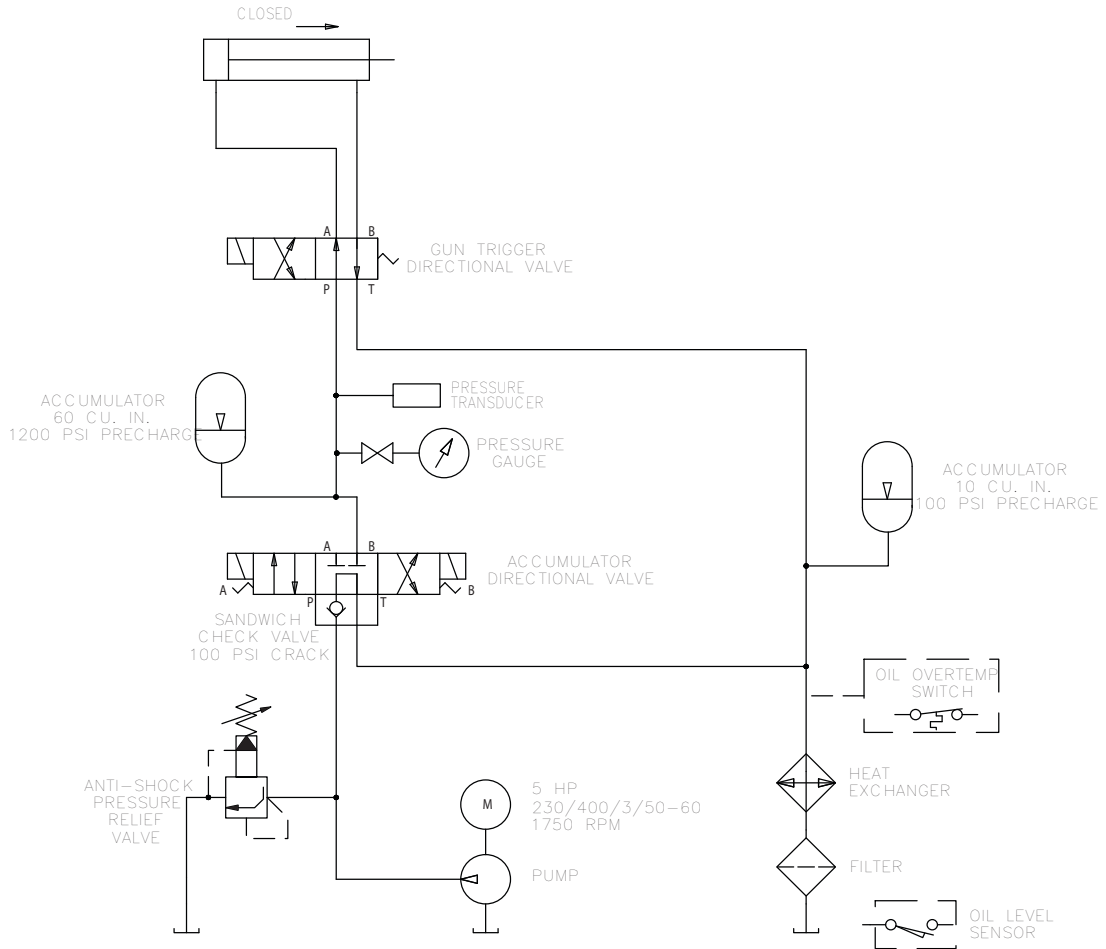 CLOSED
A B
GUN TRIGGER
DIRECTIONAL VALVE
P T
PRESSURE
TRANSDUCER
ACCUMULATOR
60 CU. IN.
1200 PSI PRECHARGE
PRESSURE
GAUGE
ACCUMULATOR
10 CU. IN.
100 PSI PRECHARGE
A B
ACCUMULATOR
DIRECTIONAL VALVE
A B
P T
SANDWICH
CHECK VALVE
100 PSI CRACK
OIL OVERTEMP
SWITCH
ANTI-SHOCK
PRESSURE
RELIEF
VALVE
M
5 HP
230/400/3/50-60
1750 RPM
HEAT
EXCHANGER
PUMP
FILTER
OIL LEVEL
SENSOR